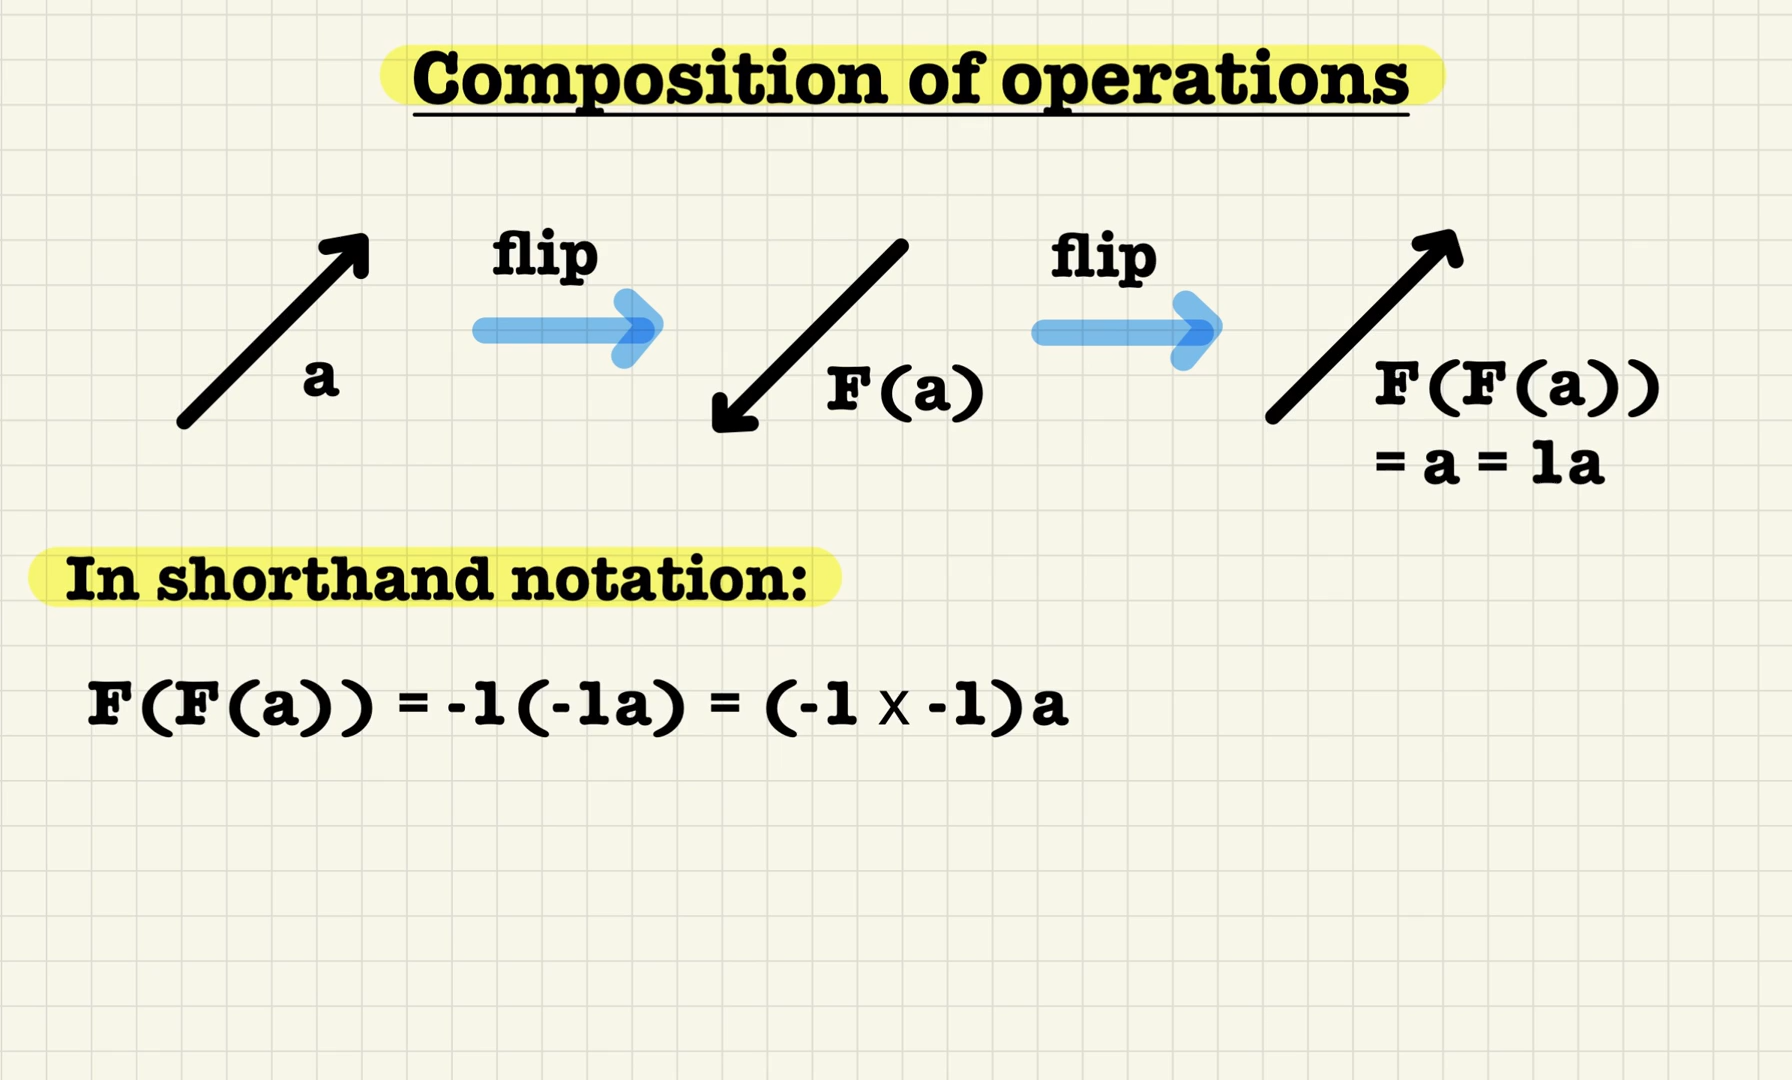 Composition of operations
flip
flip
a
F(a)
F(F(a))
= a = 1a
In shorthand notation:
F(F(a)) = -1(-1a) = (-1 x -1)a